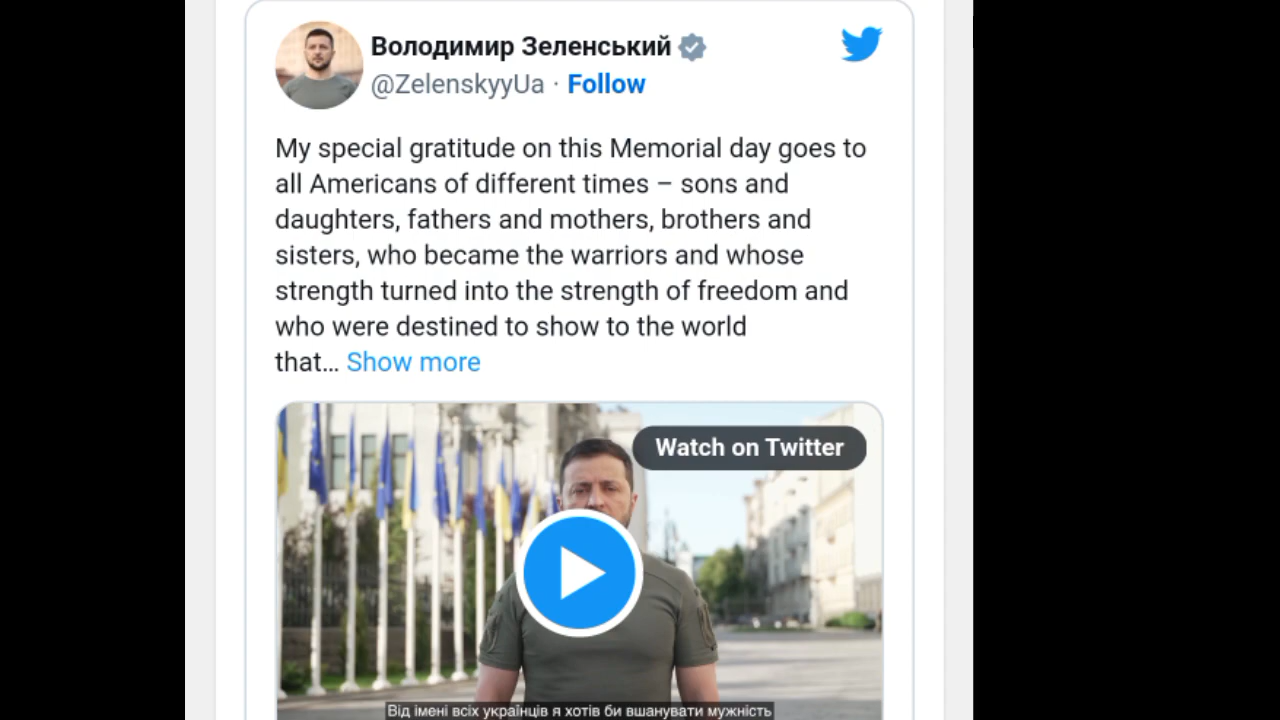 Володимир Зеленський
@ZelenskyyUa · Follow
My special gratitude on this Memorial day goes to
all Americans of different times – sons and
daughters, fathers and mothers, brothers and
sisters, who became the warriors and whose
strength turned into the strength of freedom and
who were destined to show to the world
that... Show more
Watch on Twitter
Від імені всіх українців я хотів би вшанувати мужність